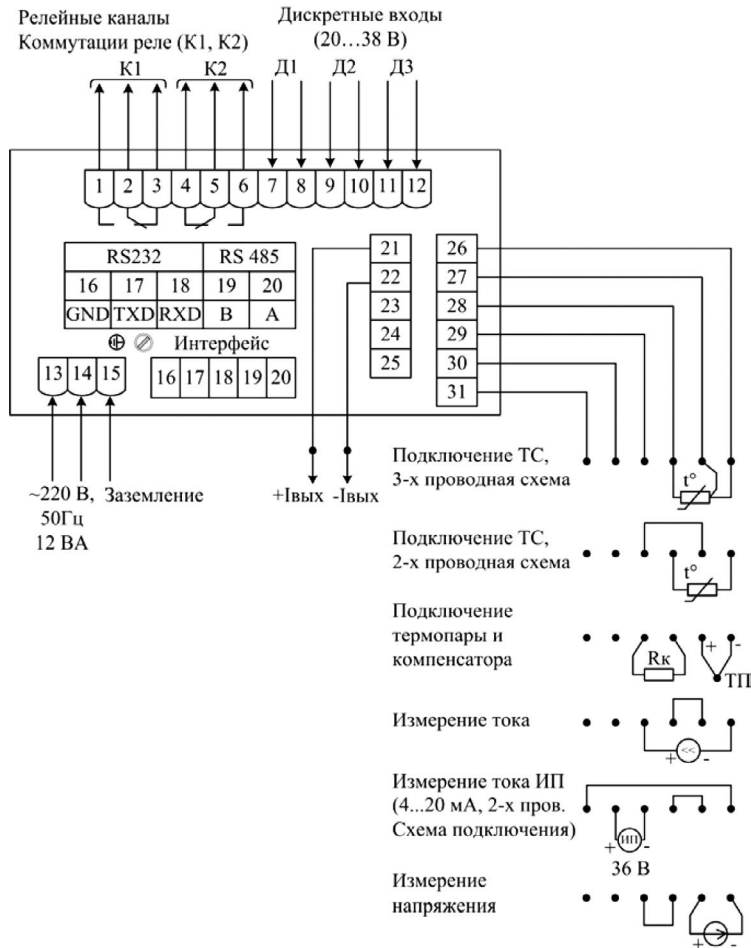 Релейные каналы
Коммутации реле (К1, К2)
Дискретные входы
(20…38 В)
К1 К2 Д1 Д2 Д3
1 2 3 4 5 6 7 8 9 10 11 12
RS232 RS 485
16 17 18 19 20
GND TXD RXD B A
Интерфейс
13 14 15
16 17 18 19 20
21
22
23
24
25
26
27
28
29
30
31
~220 В,
50Гц
12 ВА
Заземление
+Iвых -Iвых
Подключение ТС,
3-х проводная схема
t°
Подключение ТС,
2-х проводная схема
t°
Подключение
термопары и
компенсатора
Rк
+ -
ТП
Измерение тока
+ << -
Измерение тока ИП
(4...20 мА, 2-х пров.
Схема подключения)
+ ИП -
36 В
Измерение
напряжения
+ -